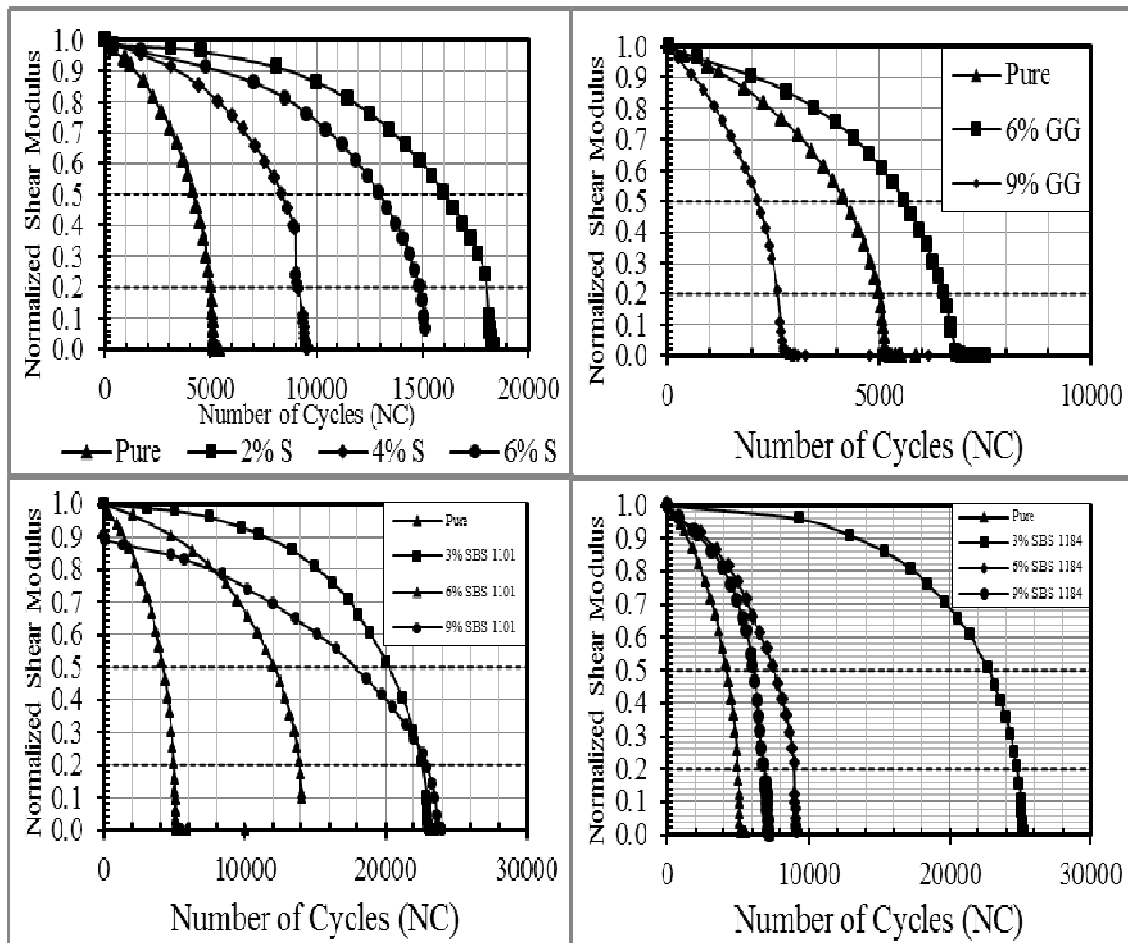 Normalized Shear Modulus
1.0
0.9
0.8
0.7
0.6
0.5
0.4
0.3
0.2
0.1
0.0
0 5000 10000 15000 20000
Number of Cycles (NC)
Pure 2% S 4% S 6% S
Normalized Shear Modulus
1.0
0.9
0.8
0.7
0.6
0.5
0.4
0.3
0.2
0.1
0.0
Pure
6% GG
9% GG
0 5000 10000
Number of Cycles (NC)
Normalized Shear Modulus
1.0
0.9
0.8
0.7
0.6
0.5
0.4
0.3
0.2
0.1
0.0
Pure
3% SBS 1101
6% SBS 1101
9% SBS 1101
0 10000 20000 30000
Number of Cycles (NC)
Normalized Shear Modulus
1.0
0.9
0.8
0.7
0.6
0.5
0.4
0.3
0.2
0.1
0.0
Pure
3% SBS 1184
6% SBS 1184
9% SBS 1184
0 10000 20000 30000
Number of Cycles (NC)